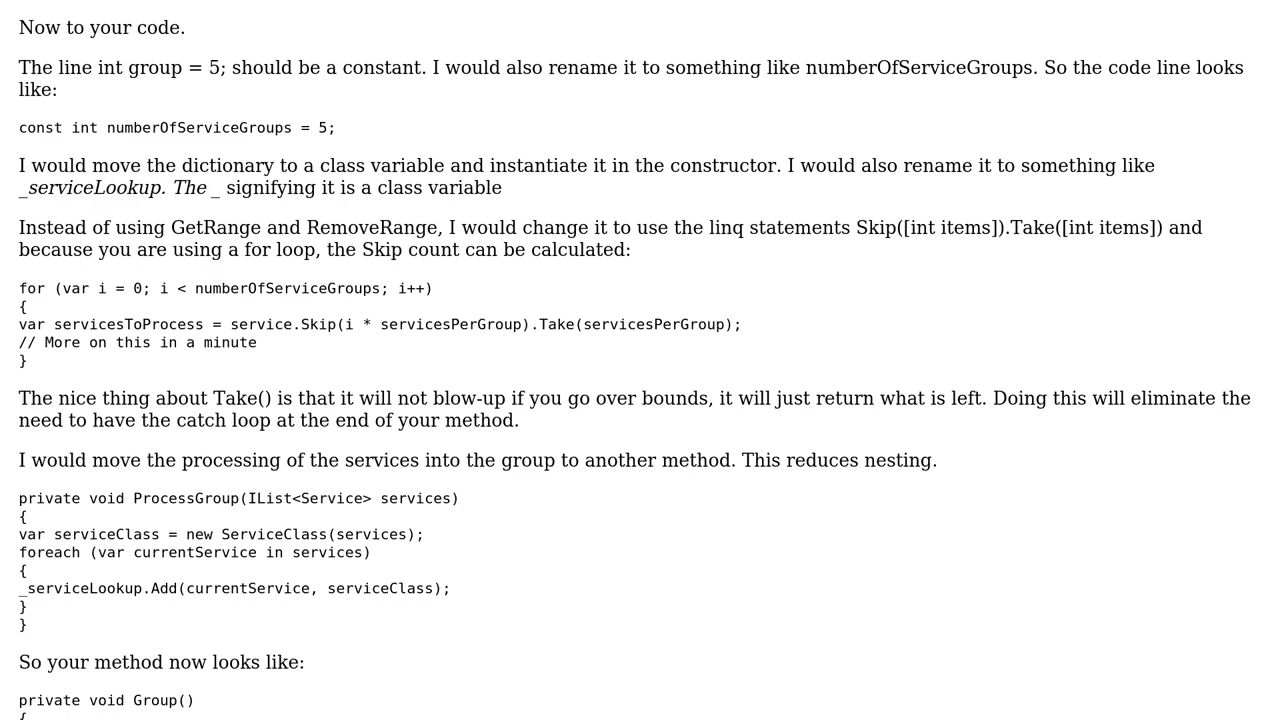 Now to your code.
The line int group = 5; should be a constant. I would also rename it to something like numberOfServiceGroups. So the code line looks
like:
const int numberOfServiceGroups = 5;
I would move the dictionary to a class variable and instantiate it in the constructor. I would also rename it to something like
_serviceLookup. The _ signifying it is a class variable
Instead of using GetRange and RemoveRange, I would change it to use the linq statements Skip([int items]).Take([int items]) and
because you are using a for loop, the Skip count can be calculated:
for (var i = 0; i < numberOfServiceGroups; i++)
{
var servicesToProcess = service.Skip(i * servicesPerGroup).Take(servicesPerGroup);
// More on this in a minute
}
The nice thing about Take() is that it will not blow-up if you go over bounds, it will just return what is left. Doing this will eliminate the
need to have the catch loop at the end of your method.
I would move the processing of the services into the group to another method. This reduces nesting.
private void ProcessGroup(IList<Service> services)
{
var serviceClass = new ServiceClass(services);
foreach (var currentService in services)
{
_serviceLookup.Add(currentService, serviceClass);
}
}
So your method now looks like:
private void Group()
{